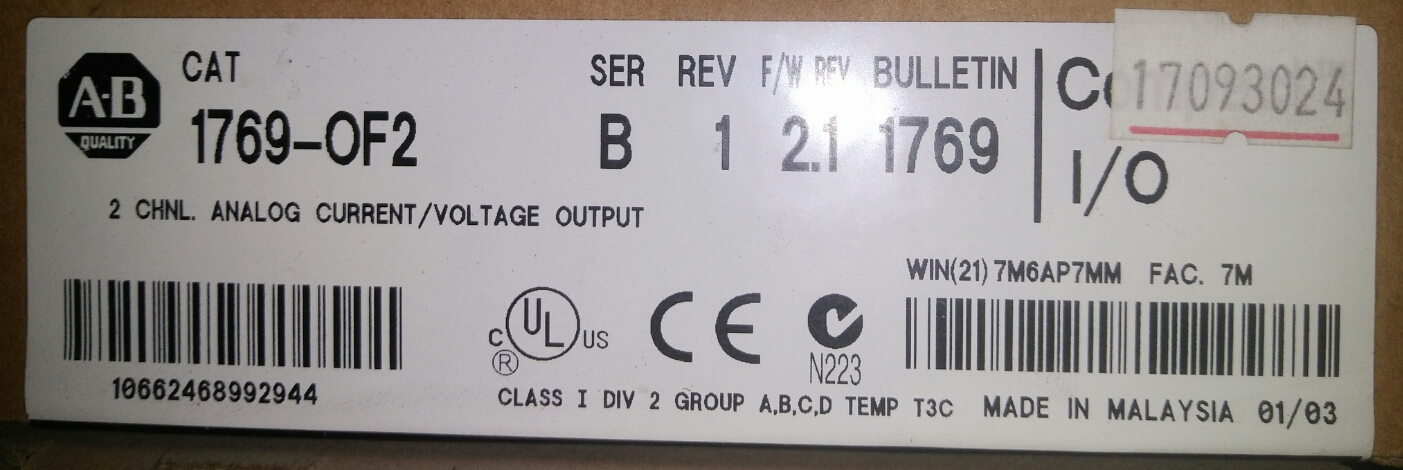 A-B
QUALITY
CAT
1769-OF2
SER REV F/W REV BULLETIN
B 1 2.1 1769
2 CHNL. ANALOG CURRENT/VOLTAGE OUTPUT
I/O
17093024
WIN(21) 7M6AP7MM FAC. 7M
10662468992944
C UL US
®
CE
N223
CLASS I DIV 2 GROUP A,B,C,D TEMP T3C MADE IN MALAYSIA 01/03